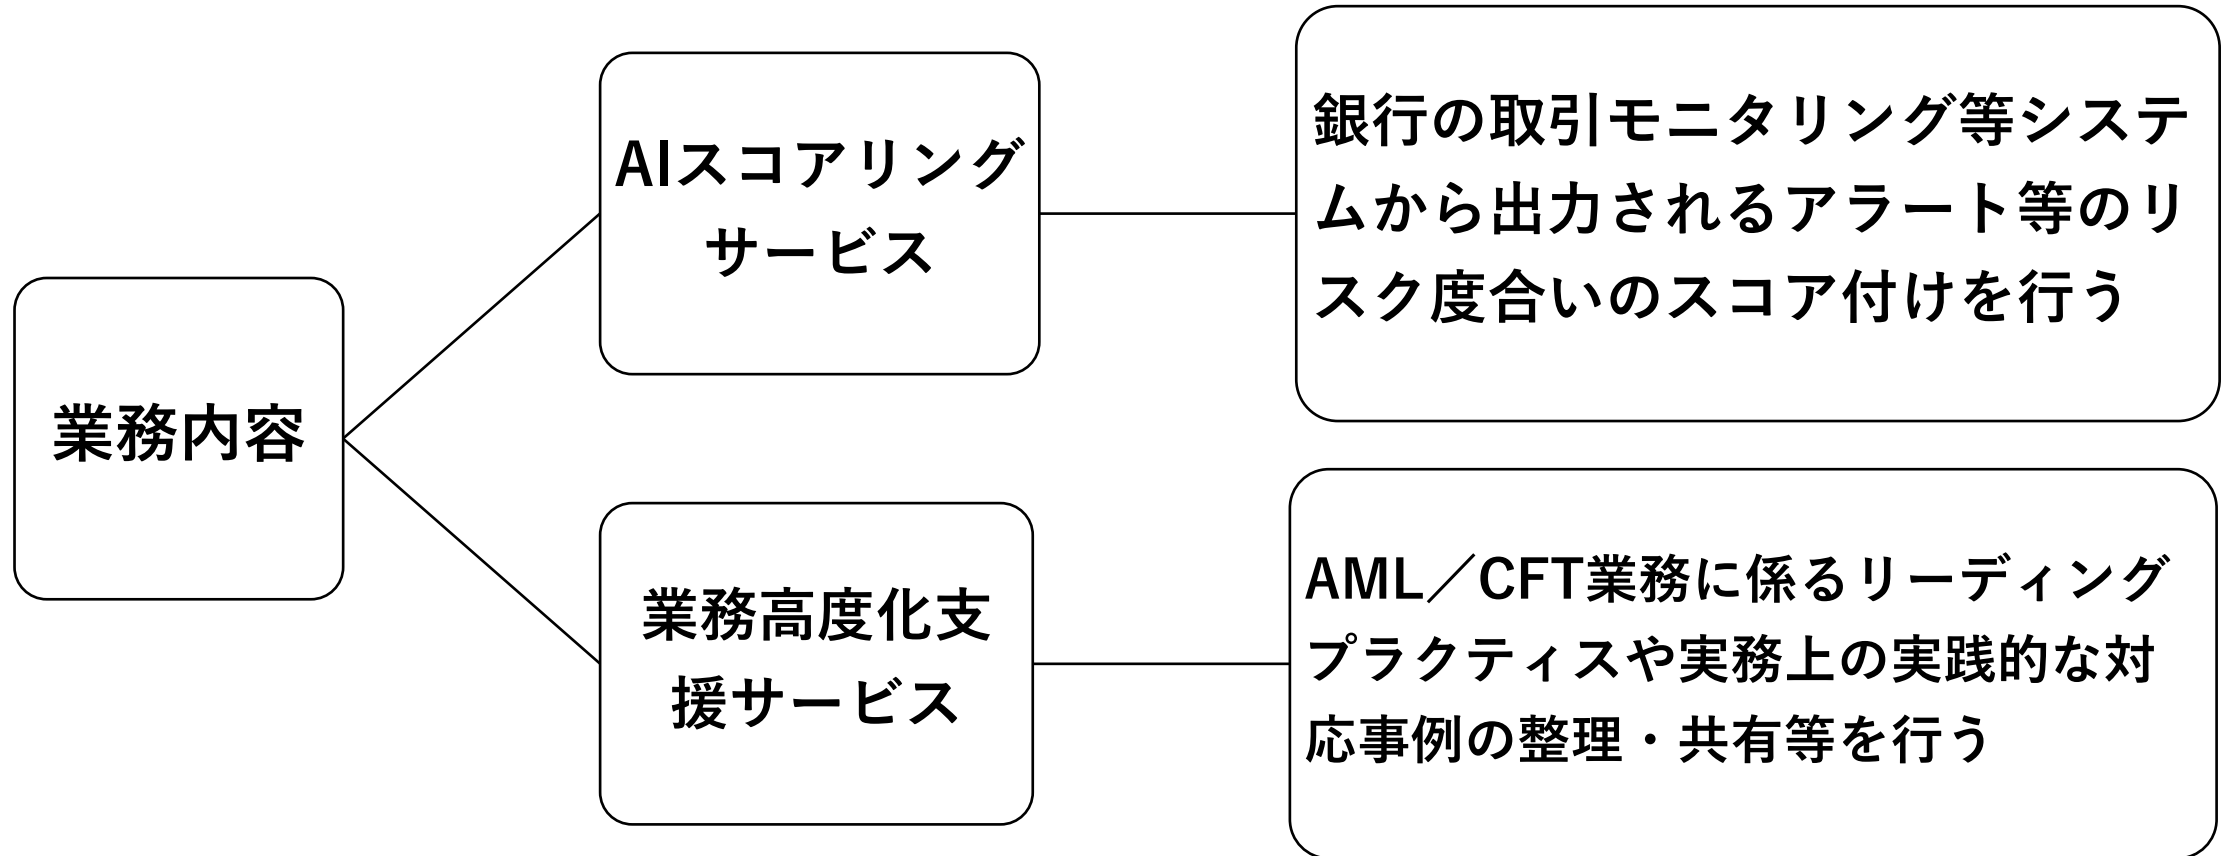 業務内容
AIスコアリング
サービス
銀行の取引モニタリング等システ
ムから出力されるアラート等のリ
スク度合いのスコア付けを行う
業務高度化支
援サービス
AML／CFT業務に係るリーディング
プラクティスや実務上の実践的な対
応事例の整理・共有等を行う